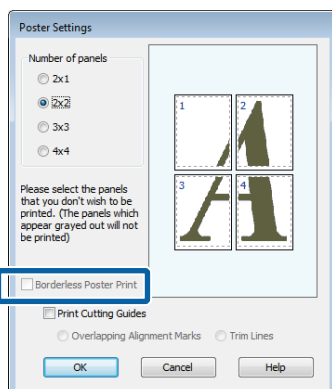 Poster Settings
Number of panels
2x1
2x2
3x3
4x4
1
2
3
4
Please select the panels
that you don't wish to be
printed. (The panels which
appear grayed out will not
be printed)
Borderless Poster Print
Print Cutting Guides
Overlapping Alignment Marks
Trim Lines
OK
Cancel
Help